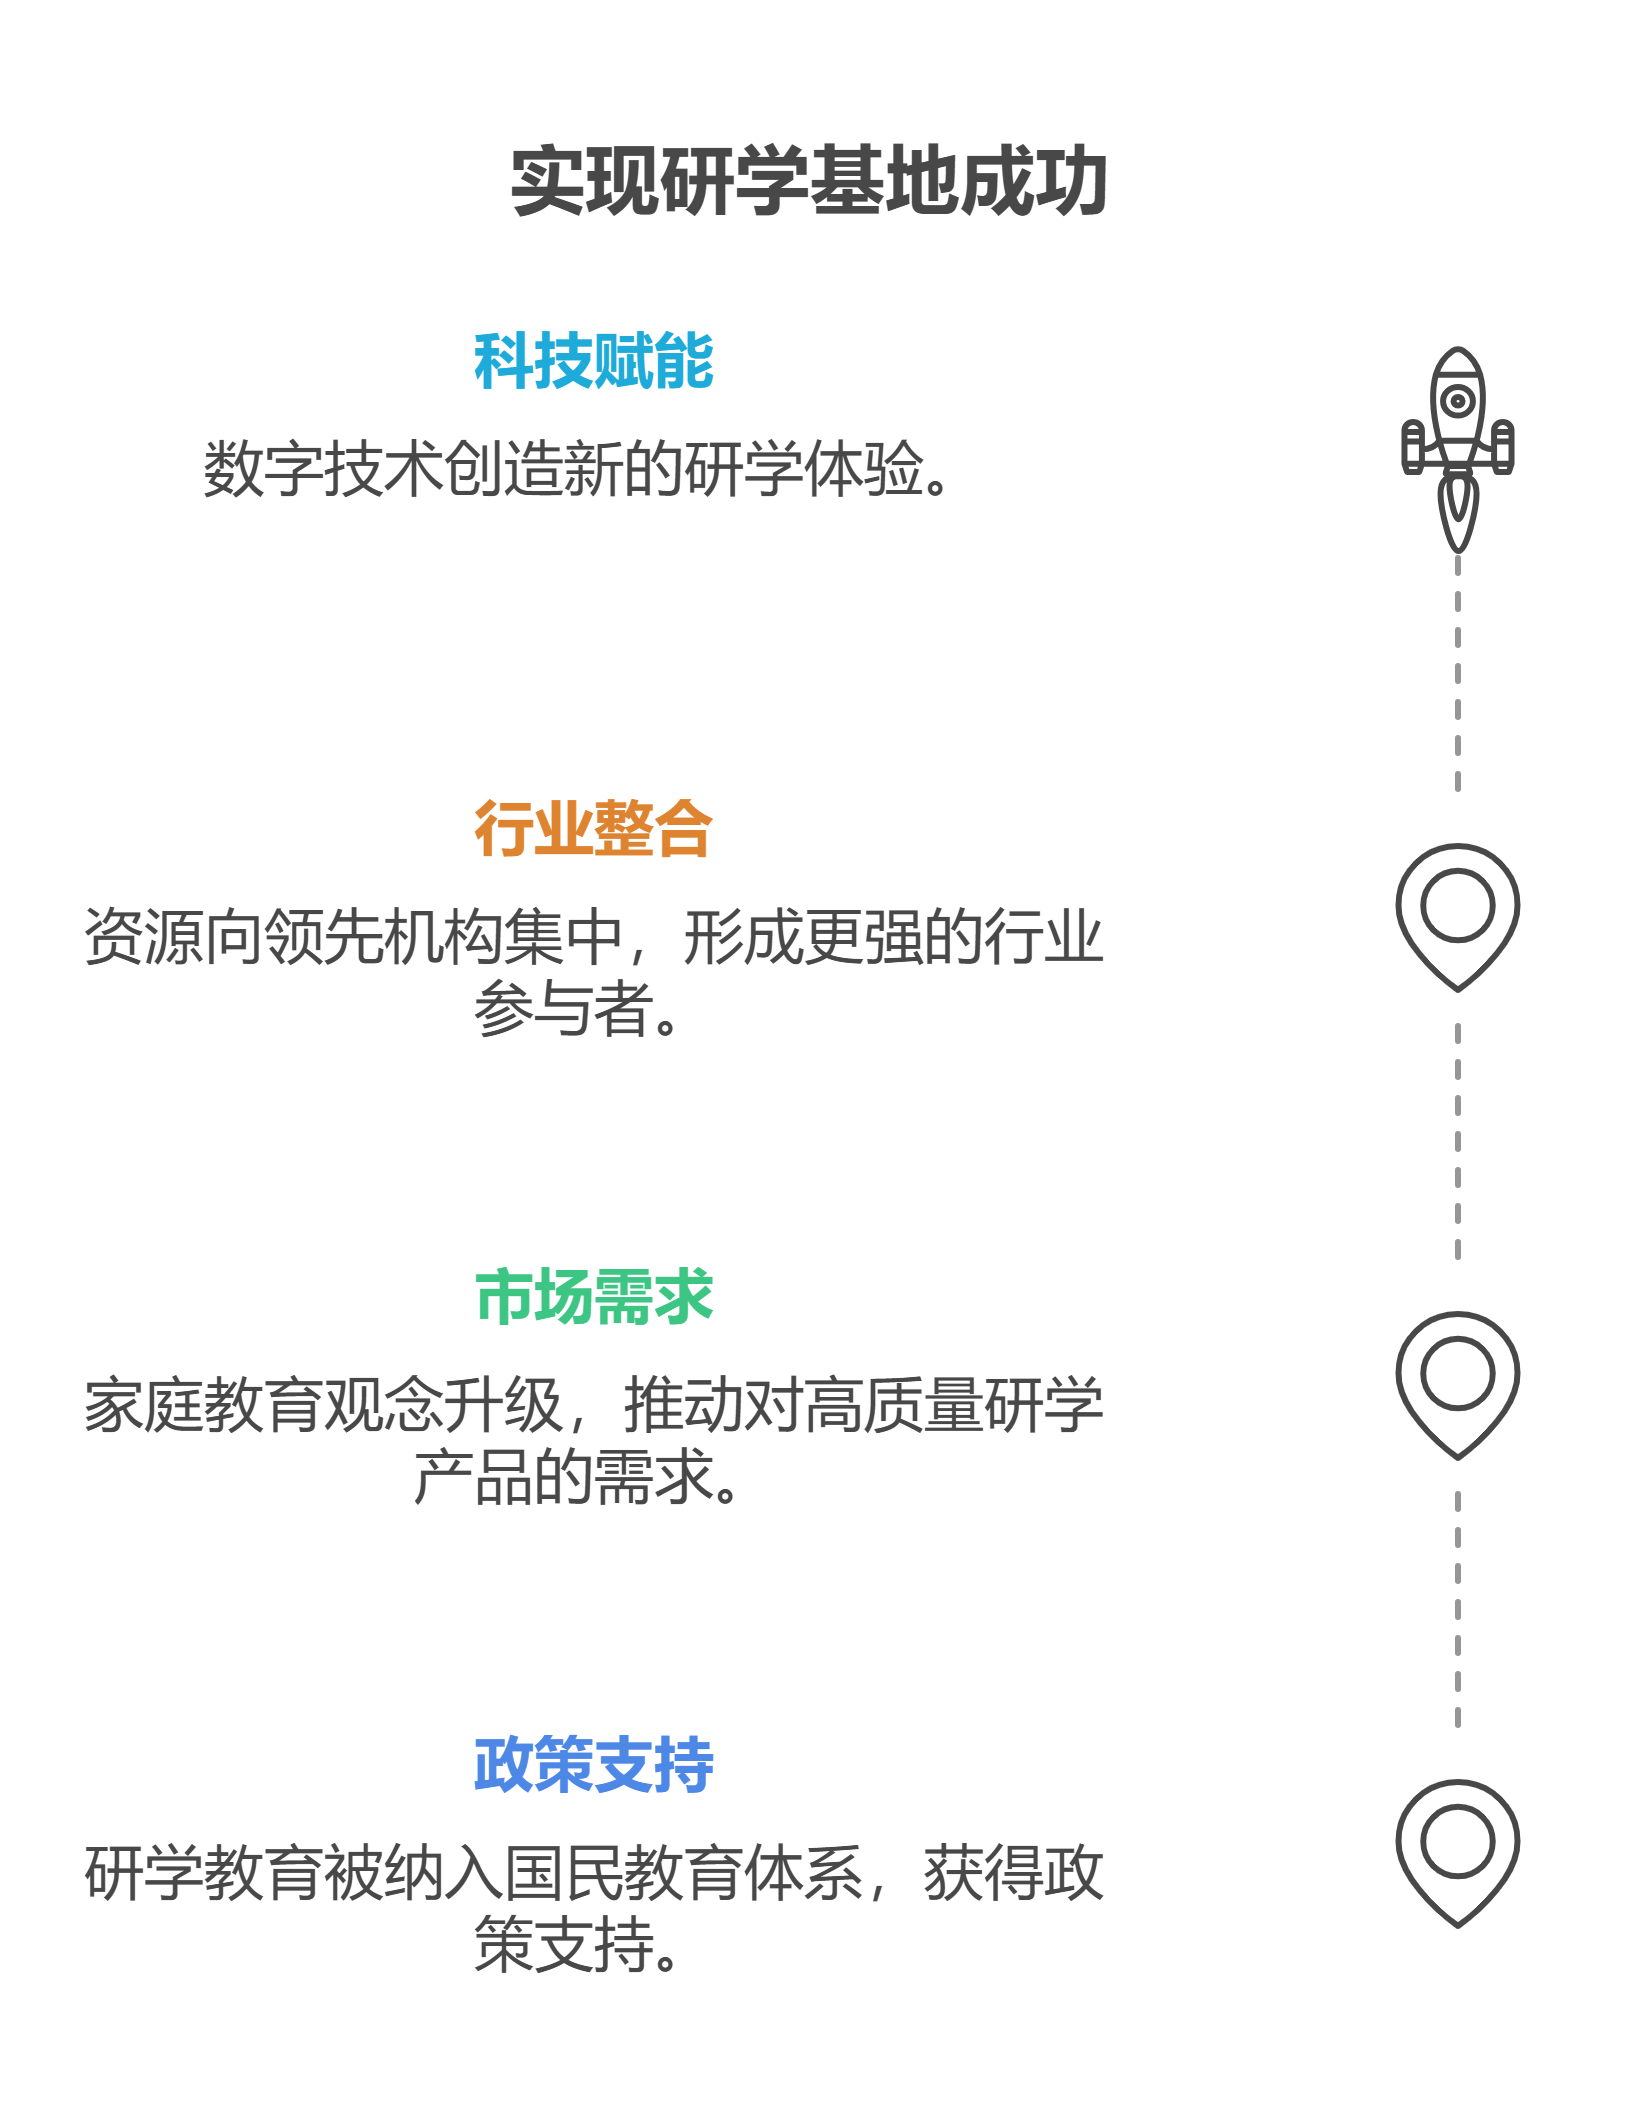 实现研学基地成功
科技赋能
数字技术创造新的研学体验。
行业整合
资源向领先机构集中，形成更强的行业
参与者。
市场需求
家庭教育观念升级，推动对高质量研学
产品的需求。
政策支持
研学教育被纳入国民教育体系，获得政
策支持。